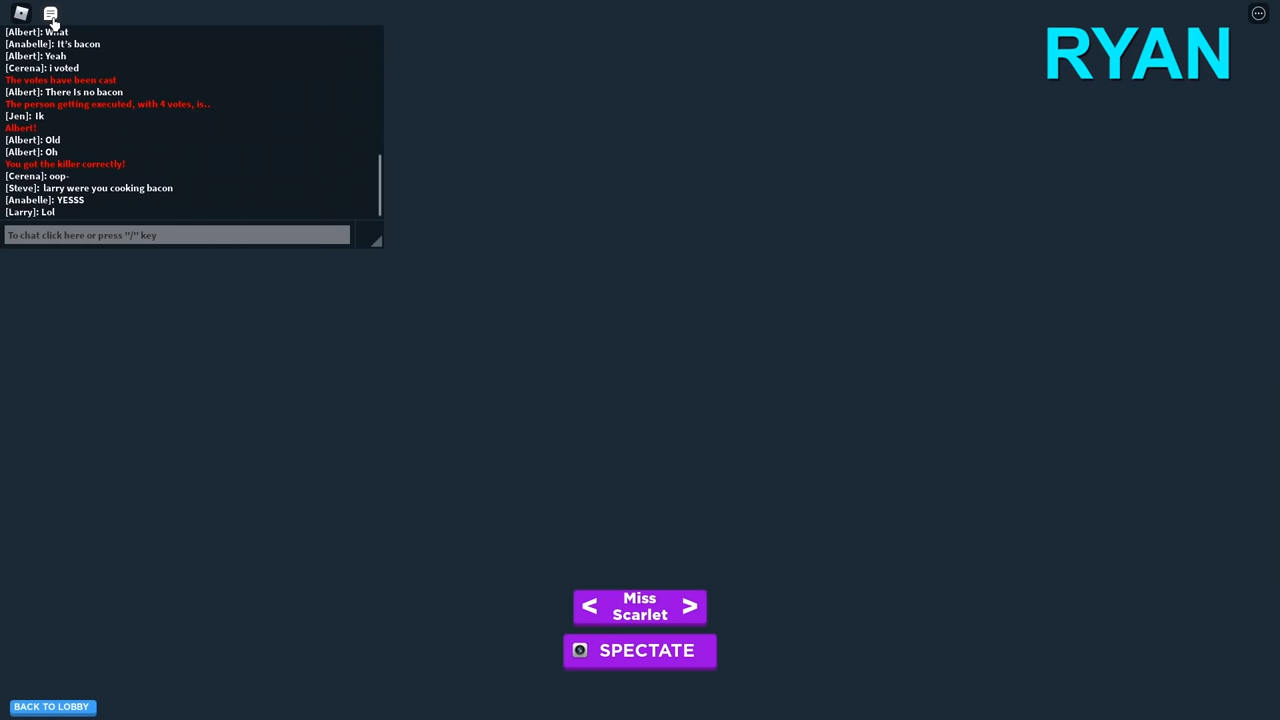 RYAN
[Albert]: What
[Anabelle]: It's bacon
[Albert]: Yeah
[Cerena]: i voted
The votes have been cast
[Albert]: There Is no bacon
The person getting executed, with 4 votes, is..
[Jen]: Ik
Albert!
[Albert]: Old
[Albert]: Oh
You got the killer correctly!
[Cerena]: oop-
[Steve]: larry were you cooking bacon
[Anabelle]: YESSS
[Larry]: Lol
To chat click here or press "/" key
< Miss
Scarlet >
SPECTATE
BACK TO LOBBY